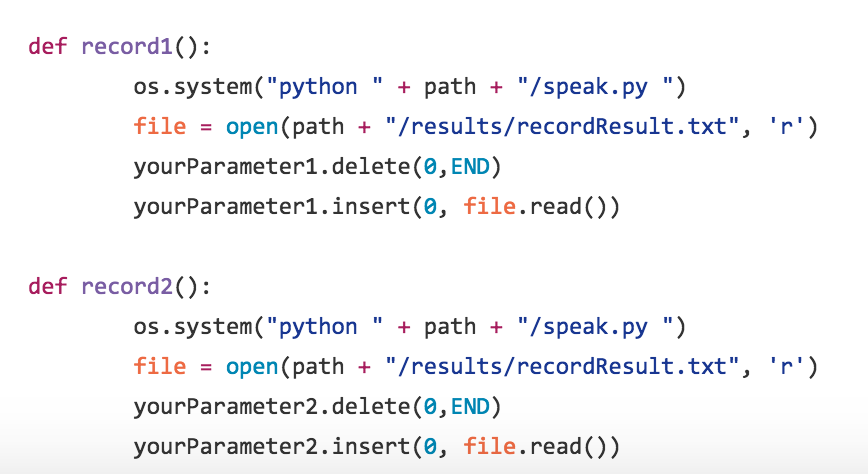 def record1():
        os.system("python " + path + "/speak.py ")
        file = open(path + "/results/recordResult.txt", 'r')
        yourParameter1.delete(0,END)
        yourParameter1.insert(0, file.read())

def record2():
        os.system("python " + path + "/speak.py ")
        file = open(path + "/results/recordResult.txt", 'r')
        yourParameter2.delete(0,END)
        yourParameter2.insert(0, file.read())